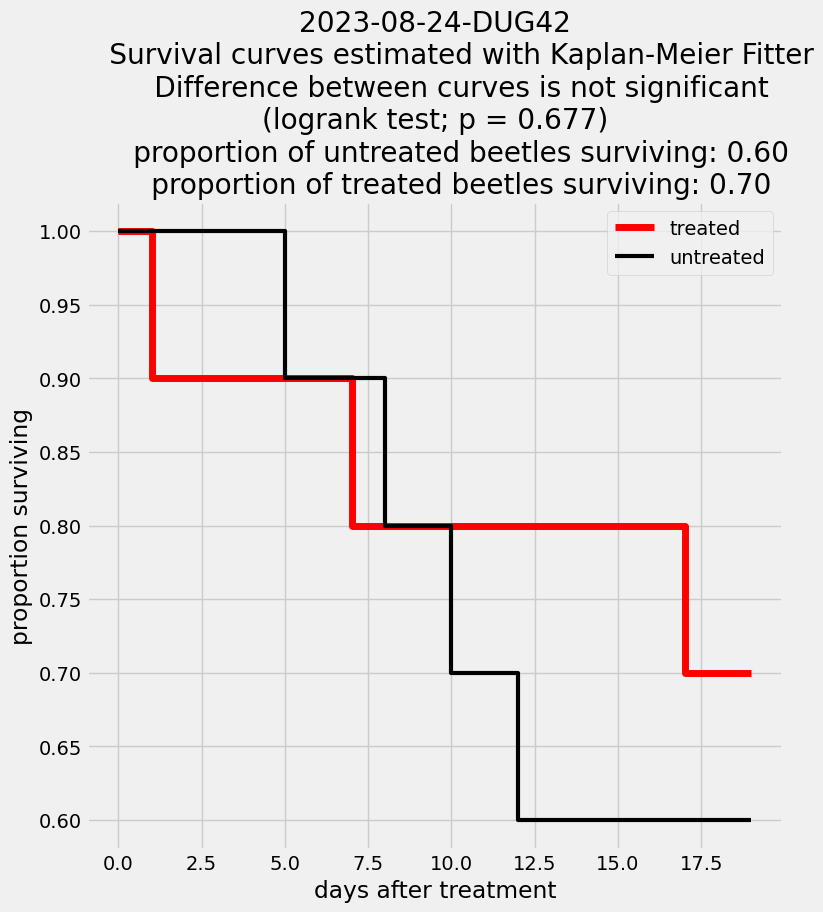 2023-08-24-DUG42
Survival curves estimated with Kaplan-Meier Fitter
Difference between curves is not significant
(logrank test; p = 0.677)
proportion of untreated beetles surviving: 0.60
proportion of treated beetles surviving: 0.70
treated
untreated
1.00
0.95
0.90
0.85
0.80
0.75
0.70
0.65
0.60
proportion surviving
0.0 2.5 5.0 7.5 10.0 12.5 15.0 17.5
days after treatment